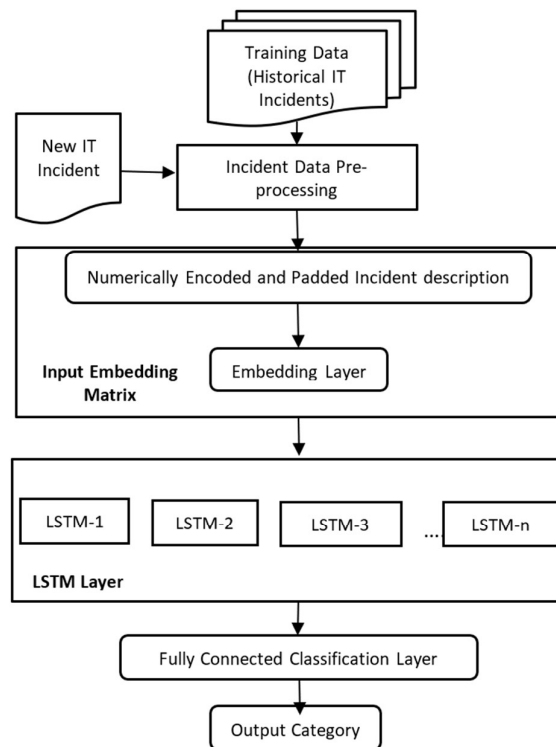 Training Data
(Historical IT
Incidents)
New IT
Incident
Incident Data Pre-
processing
Numerically Encoded and Padded Incident description
Input Embedding
Matrix
Embedding Layer
LSTM-1
LSTM-2
LSTM-3
....
LSTM-n
LSTM Layer
Fully Connected Classification Layer
Output Category